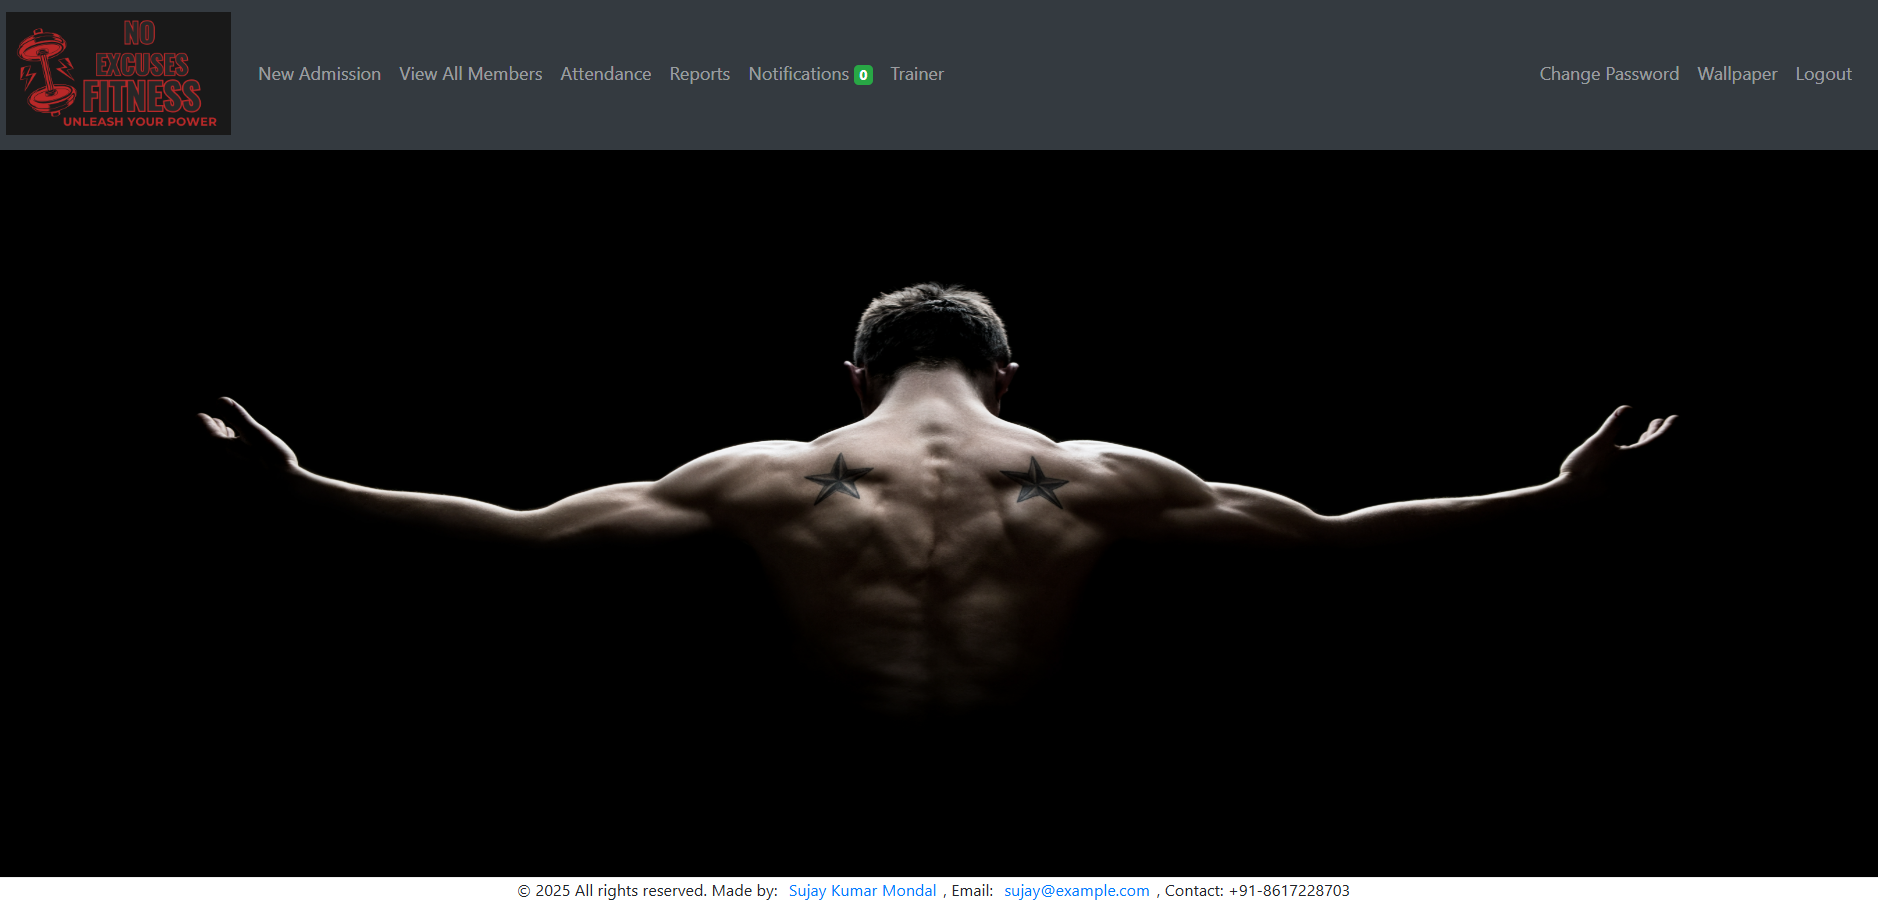 NO
EXCUSES
FITNESS
UNLEASH YOUR POWER
New Admission View All Members Attendance Reports Notifications 0 Trainer Change Password Wallpaper Logout
© 2025 All rights reserved. Made by: Sujay Kumar Mondal , Email: sujay@example.com , Contact: +91-8617228703